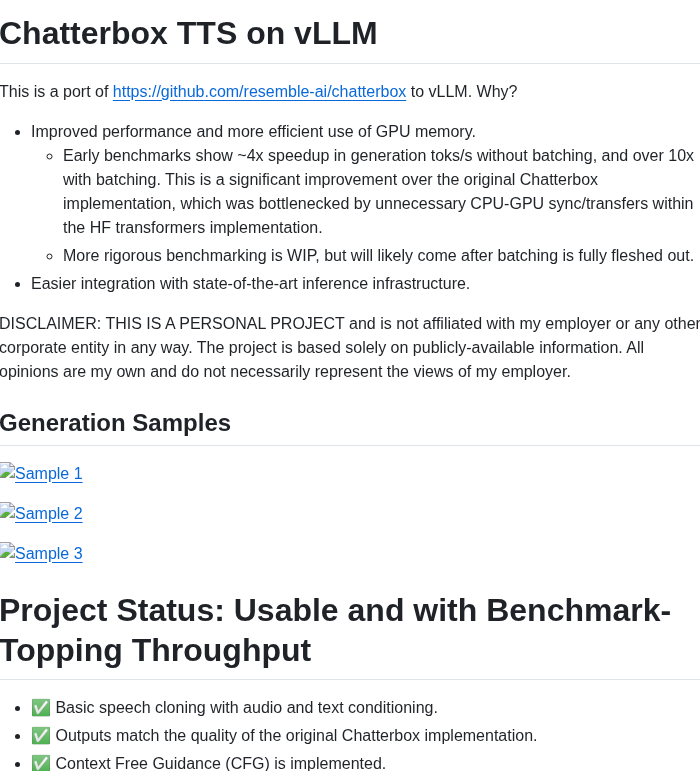 Chatterbox TTS on vLLM
This is a port of https://github.com/resemble-ai/chatterbox to vLLM. Why?
Improved performance and more efficient use of GPU memory.
Early benchmarks show ~4x speedup in generation toks/s without batching, and over 10x
with batching. This is a significant improvement over the original Chatterbox
implementation, which was bottlenecked by unnecessary CPU-GPU sync/transfers within
the HF transformers implementation.
More rigorous benchmarking is WIP, but will likely come after batching is fully fleshed out.
Easier integration with state-of-the-art inference infrastructure.
DISCLAIMER: THIS IS A PERSONAL PROJECT and is not affiliated with my employer or any other
corporate entity in any way. The project is based solely on publicly-available information. All
opinions are my own and do not necessarily represent the views of my employer.
Generation Samples
Sample 1
Sample 2
Sample 3
Project Status: Usable and with Benchmark-
Topping Throughput
✅ Basic speech cloning with audio and text conditioning.
✅ Outputs match the quality of the original Chatterbox implementation.
✅ Context Free Guidance (CFG) is implemented.